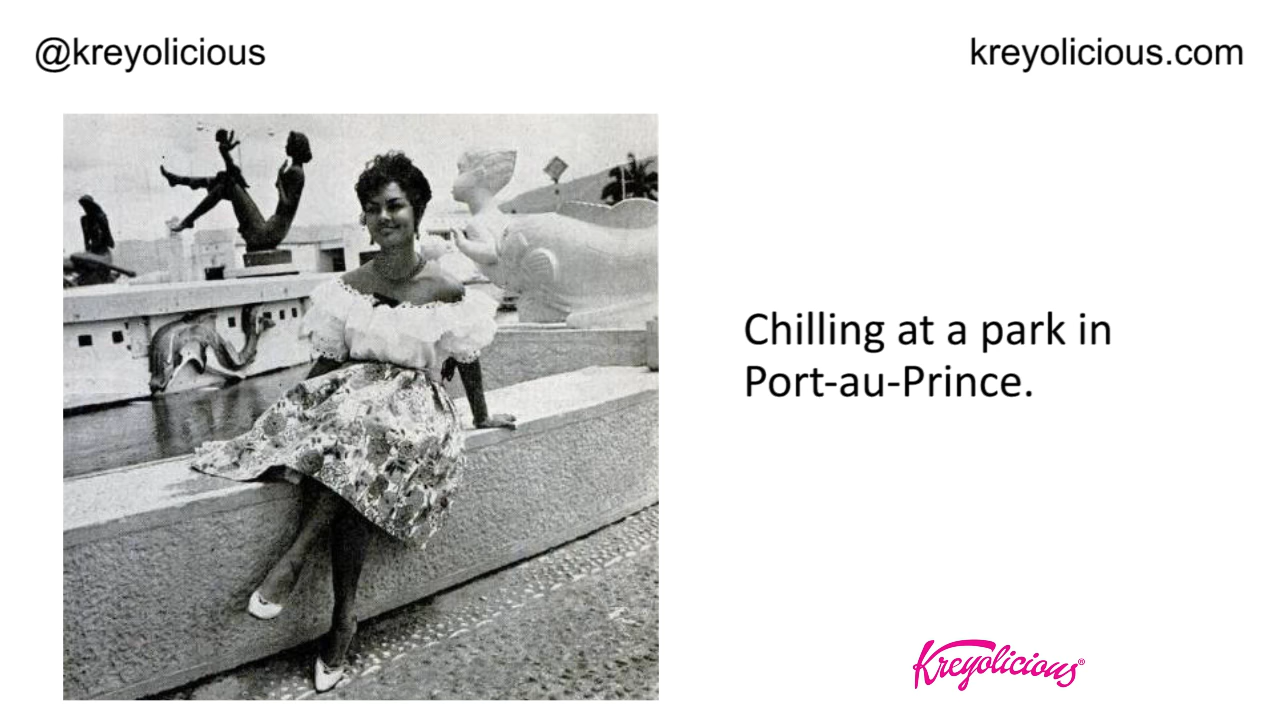 @kreyolicious
kreyolicious.com
Chilling at a park in
Port-au-Prince.
Kreyolicious®